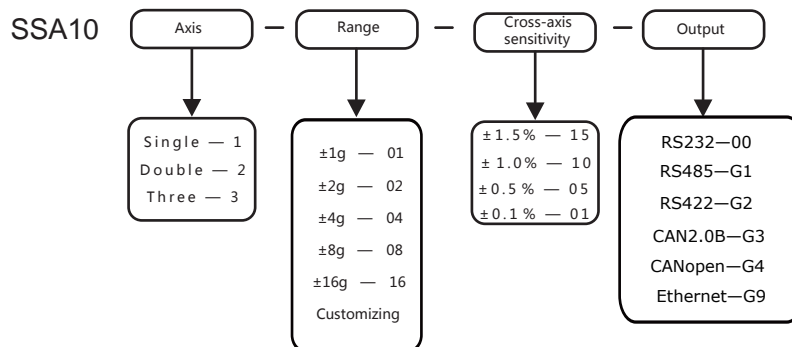 SSA10
Axis
—
Range
—
Cross-axis
sensitivity
—
Output
Single — 1
Double — 2
Three — 3
±1g — 01
±2g — 02
±4g — 04
±8g — 08
±16g — 16
Customizing
±1.5% — 15
±1.0% — 10
±0.5% — 05
±0.1% — 01
RS232—00
RS485—G1
RS422—G2
CAN2.0B—G3
CANopen—G4
Ethernet—G9